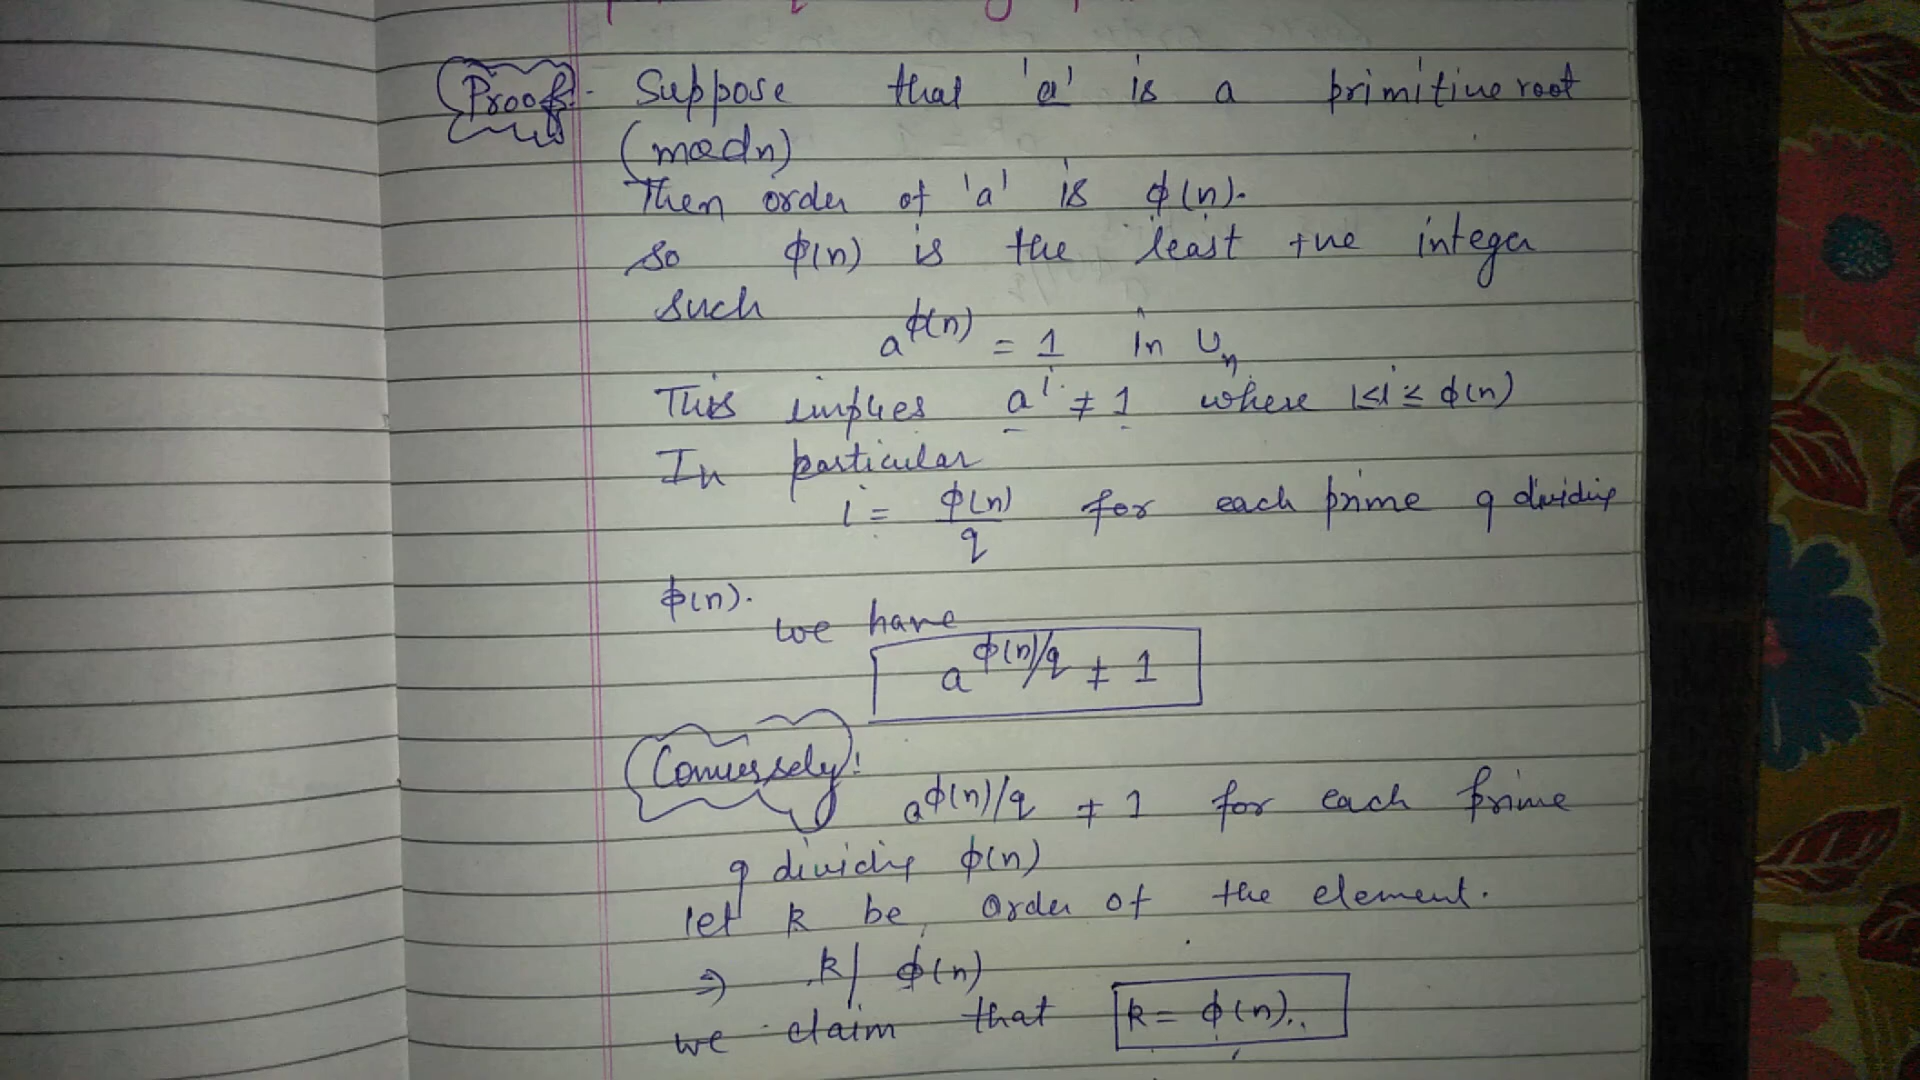 Proof:- Suppose that 'a' is a primitive root
(mod n)
Then order of 'a' is φ(n).
So φ(n) is the least +ve integer
such
a^φ(n) = 1 in Uₙ
This implies a^i ≠ 1 where 1≤i< φ(n)
In particular
i = φ(n)/q for each prime q dividing
φ(n).
we have
a^φ(n)/q ≠ 1
Conversely:
a^φ(n)/q ≠ 1 for each prime
q dividing φ(n)
let k be order of the element.
⇒ k| φ(n)
we claim that k = φ(n).